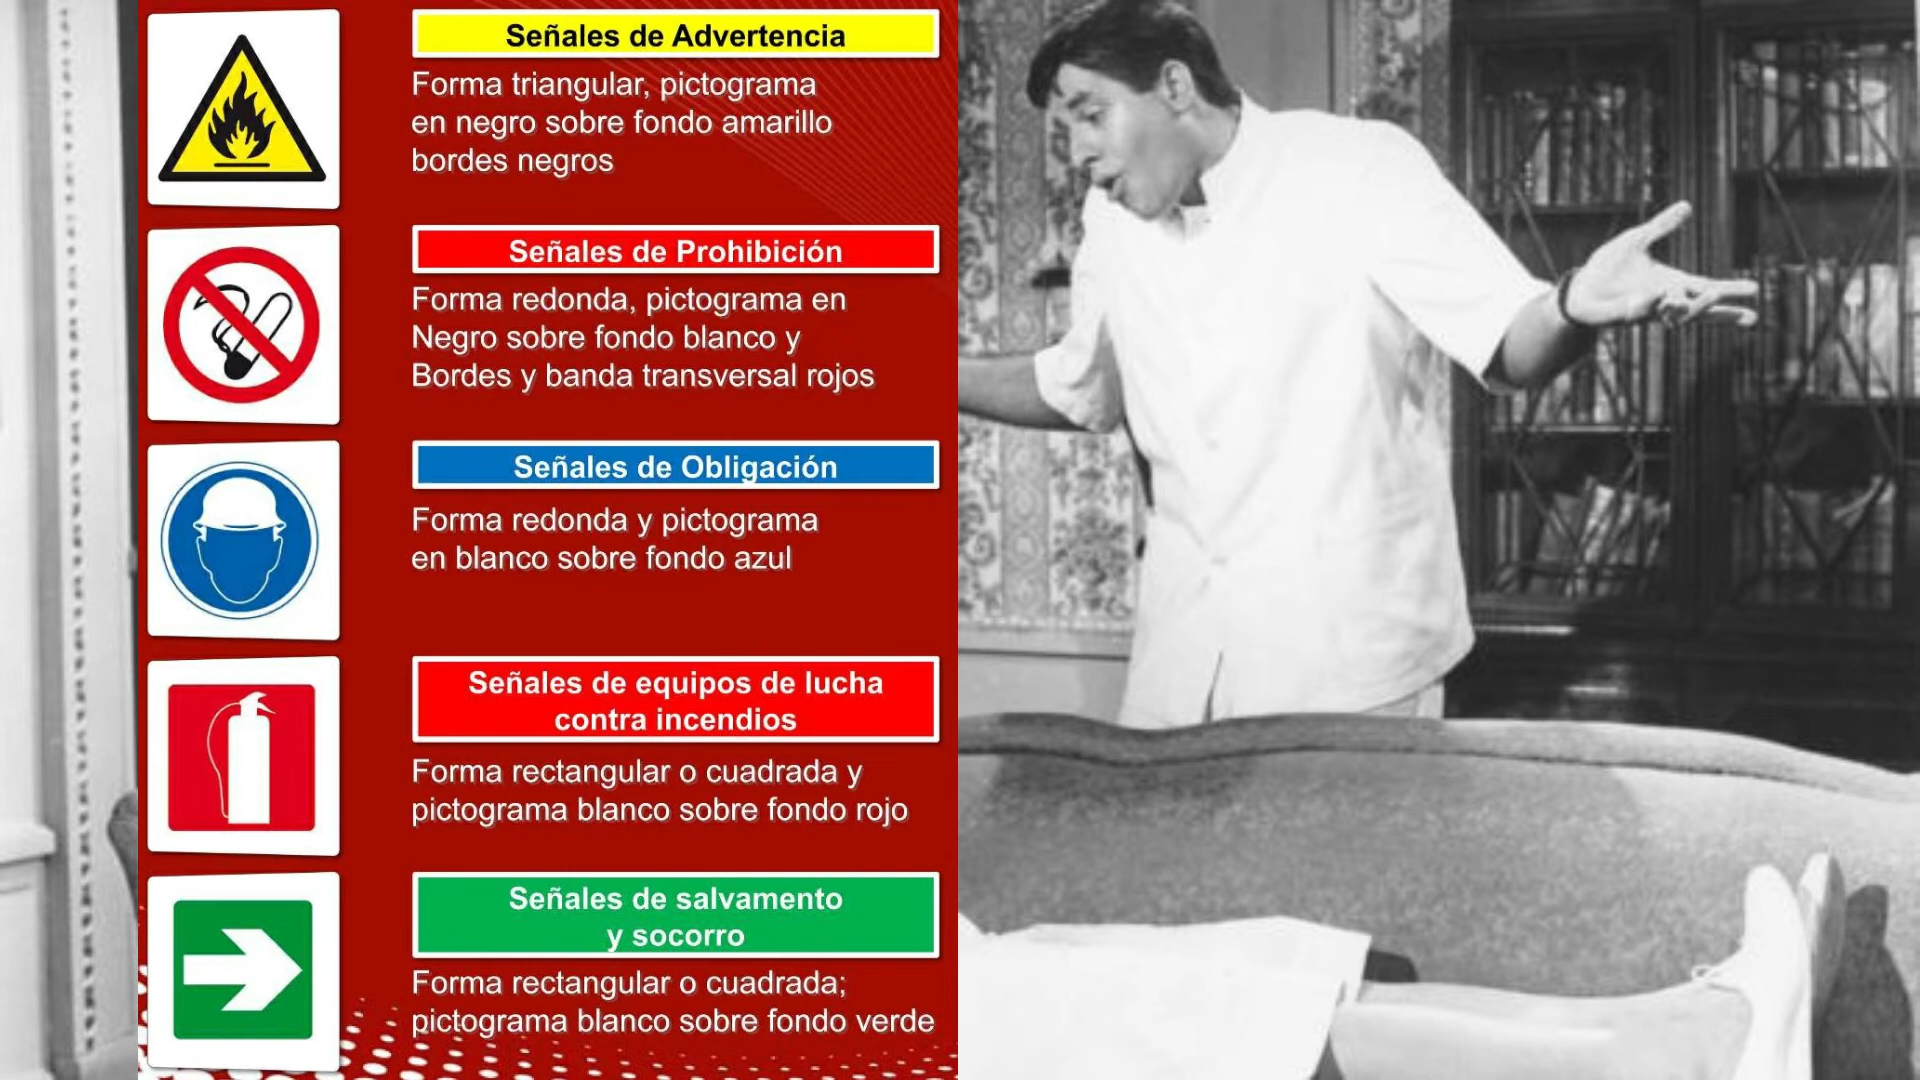 Señales de Advertencia
Forma triangular, pictograma
en negro sobre fondo amarillo
bordes negros
Señales de Prohibición
Forma redonda, pictograma en
Negro sobre fondo blanco y
Bordes y banda transversal rojos
Señales de Obligación
Forma redonda y pictograma
en blanco sobre fondo azul
Señales de equipos de lucha
contra incendios
Forma rectangular o cuadrada y
pictograma blanco sobre fondo rojo
Señales de salvamento
y socorro
Forma rectangular o cuadrada;
pictograma blanco sobre fondo verde